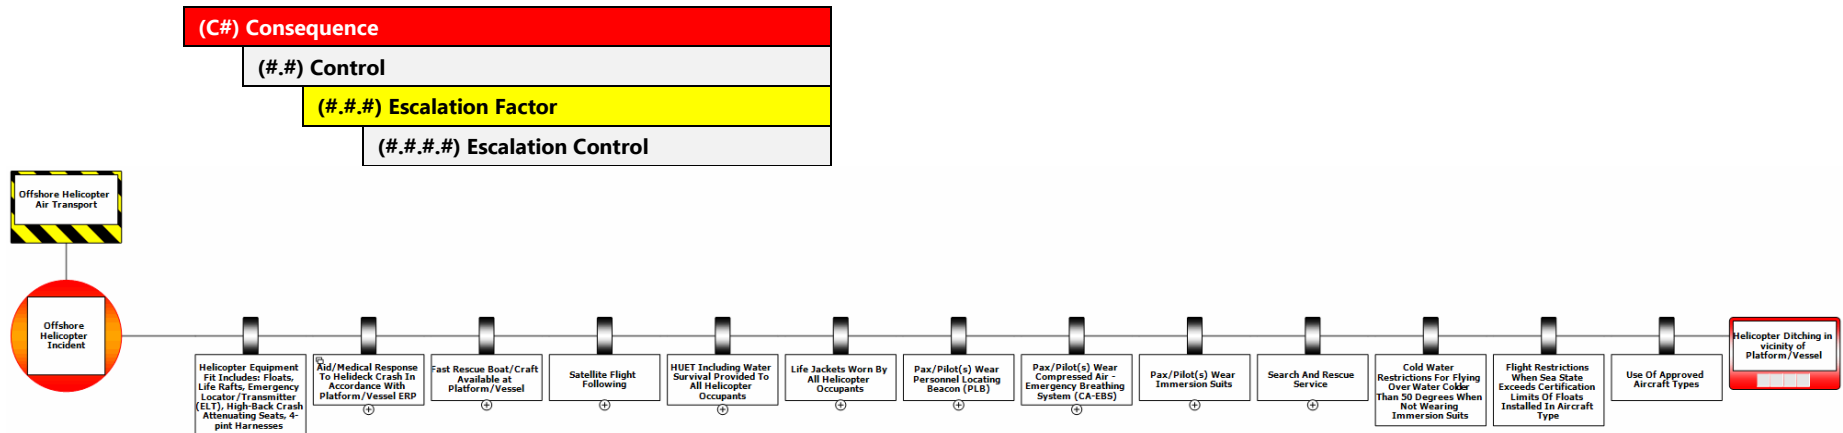 (C#) Consequence
(#.#) Control
(#.#.#) Escalation Factor
(#.#.#.#) Escalation Control
Offshore Helicopter
Air Transport
Offshore
Helicopter
Incident
Helicopter Equipment
Fit Includes: Floats,
Life Rafts, Emergency
Locator/Transmitter
(ELT), High-Back Crash
Attenuating Seats, 4-
pint Harnesses
Aid/Medical Response
To Helideck Crash In
Accordance With
Platform/Vessel ERP
Fast Rescue Boat/Craft
Available at
Platform/Vessel
Satellite Flight
Following
HUET Including Water
Survival Provided To
All Helicopter
Occupants
Life Jackets Worn By
All Helicopter
Occupants
Pax/Pilot(s) Wear
Personnel Locating
Beacon (PLB)
Pax/Pilot(s) Wear
Compressed Air -
Emergency Breathing
System (CA-EBS)
Pax/Pilot(s) Wear
Immersion Suits
Search And Rescue
Service
Cold Water
Restrictions For Flying
Over Water Colder
Than 50 Degrees When
Not Wearing
Immersion Suits
Flight Restrictions
When Sea State
Exceeds Certification
Limits Of Floats
Installed In Aircraft
Type
Use Of Approved
Aircraft Types
Helicopter Ditching in
vicinity of
Platform/Vessel